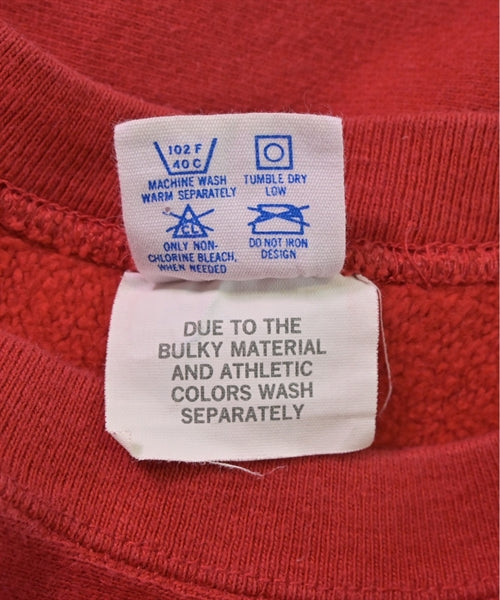 102 F
40 C
MACHINE WASH
WARM SEPARATELY
TUMBLE DRY
LOW
CL
ONLY NON-
CHLORINE BLEACH,
WHEN NEEDED
DO NOT IRON
DESIGN
DUE TO THE
BULKY MATERIAL
AND ATHLETIC
COLORS WASH
SEPARATELY